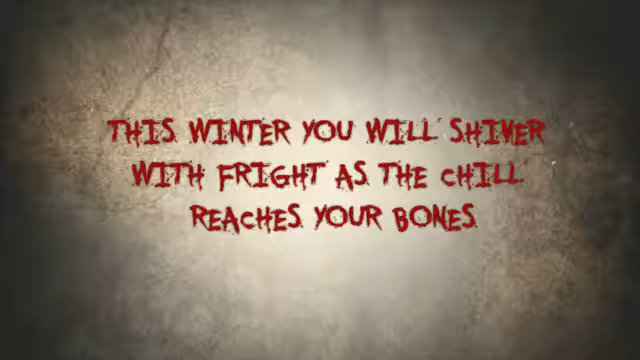 THIS WINTER YOU WILL SHIVER
WITH FRIGHT AS THE CHILL
REACHES YOUR BONES